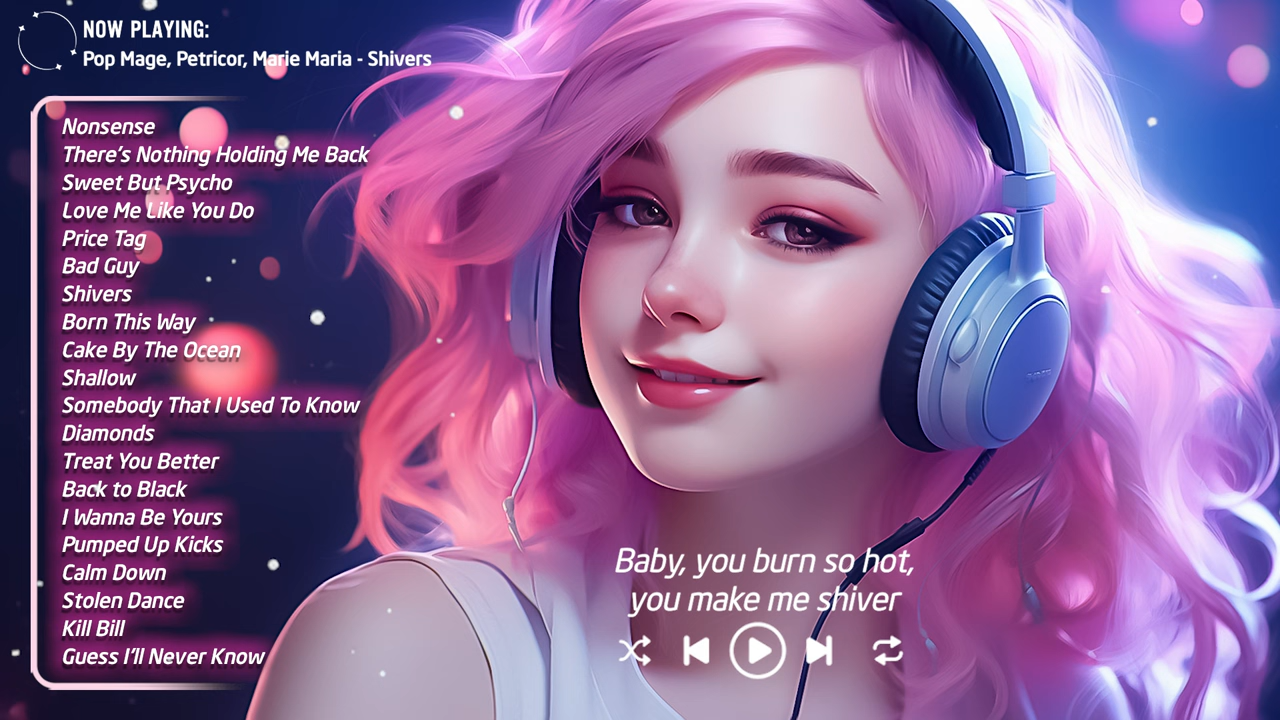 NOW PLAYING:
Pop Mage, Petricor, Marie Maria - Shivers
Nonsense
There's Nothing Holding Me Back
Sweet But Psycho
Love Me Like You Do
Price Tag
Bad Guy
Shivers
Born This Way
Cake By The Ocean
Shallow
Somebody That I Used To Know
Diamonds
Treat You Better
Back to Black
I Wanna Be Yours
Pumped Up Kicks
Calm Down
Stolen Dance
Kill Bill
Guess I'll Never Know
Baby, you burn so hot,
you make me shiver